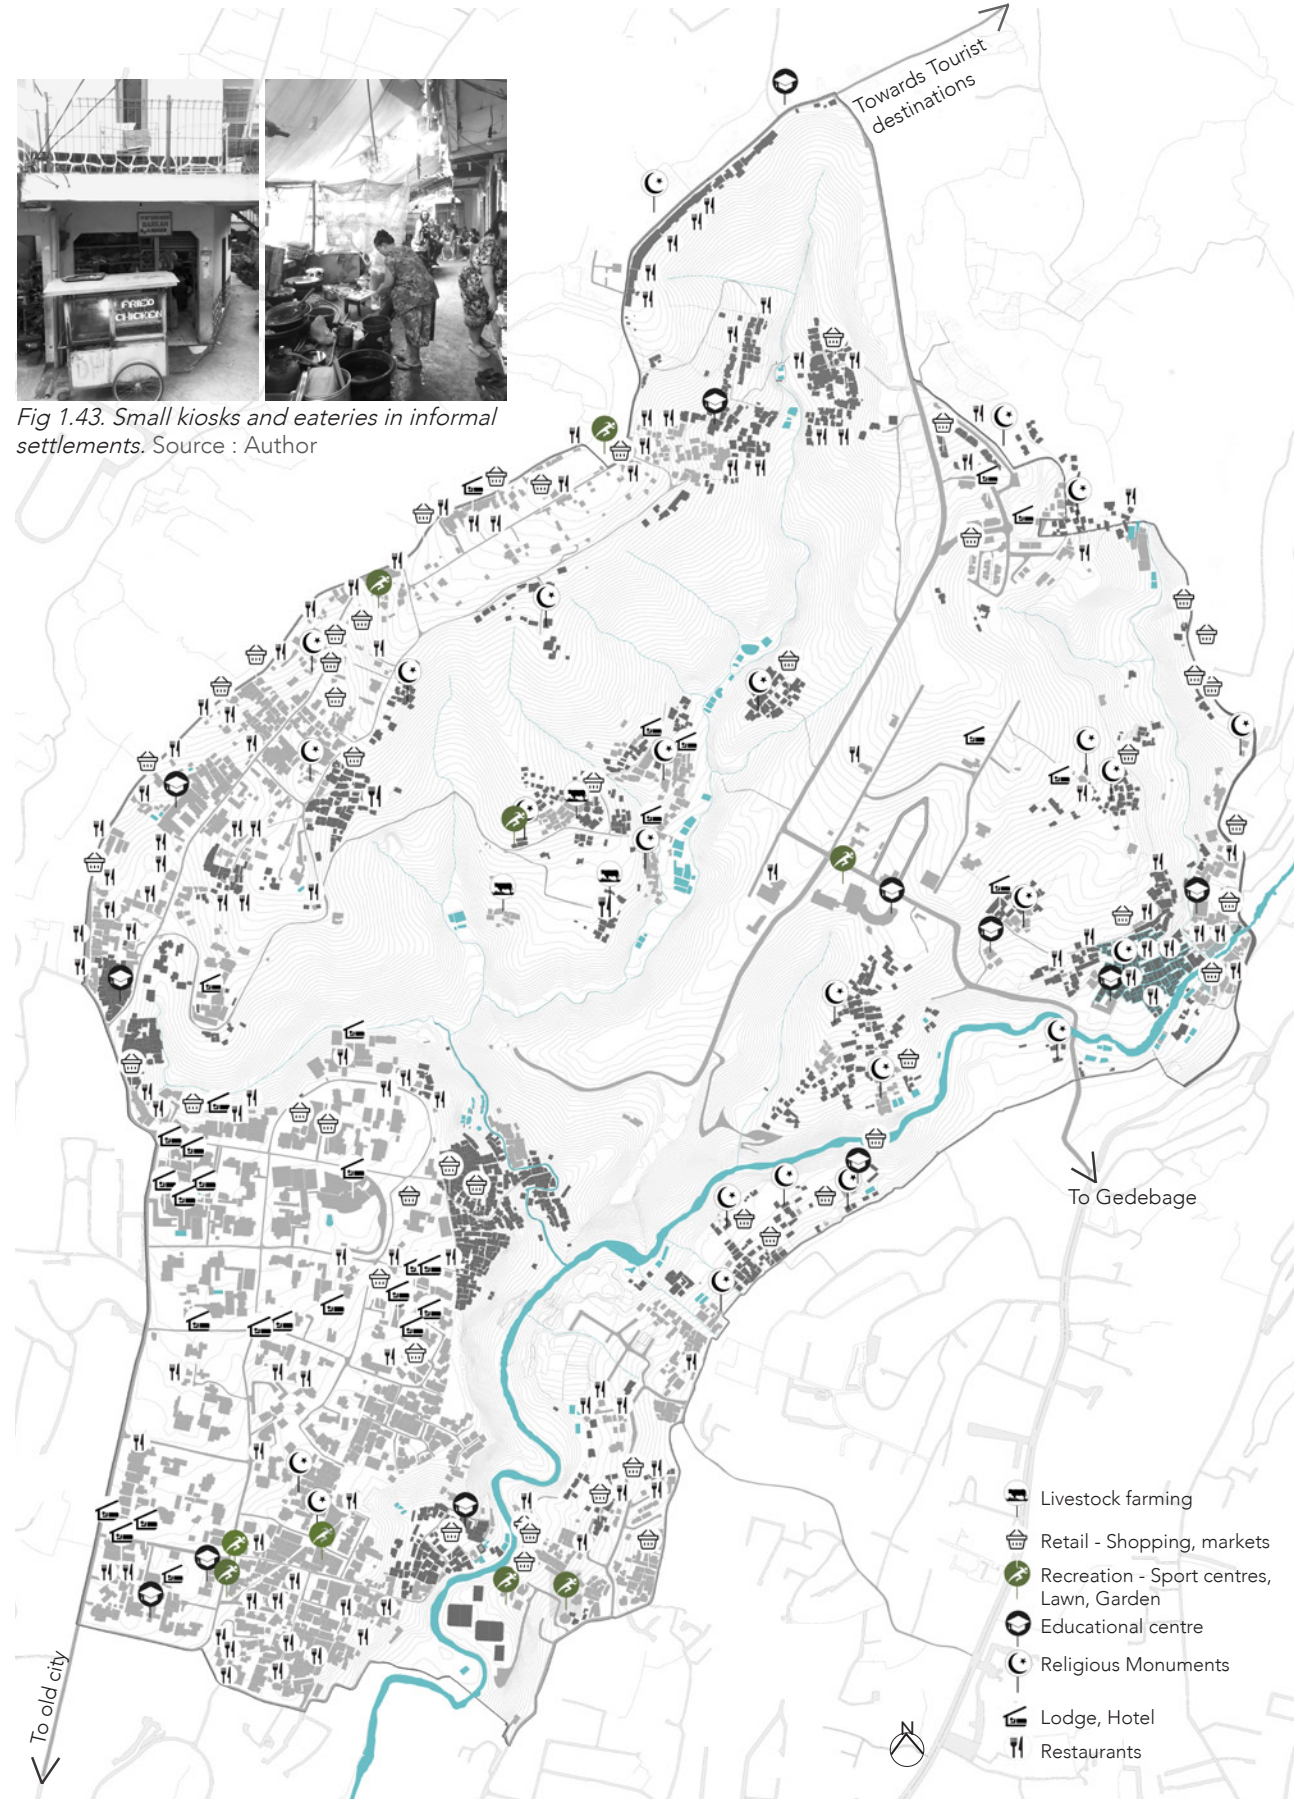 Towards Tourist
destinations
FRIED
CHICKEN
Fig 1.43. Small kiosks and eateries in informal
settlements. Source : Author
To Gedebage
Livestock farming
Retail - Shopping, markets
Recreation - Sport centres,
Lawn, Garden
Educational centre
Religious Monuments
Lodge, Hotel
Restaurants
N
To old city